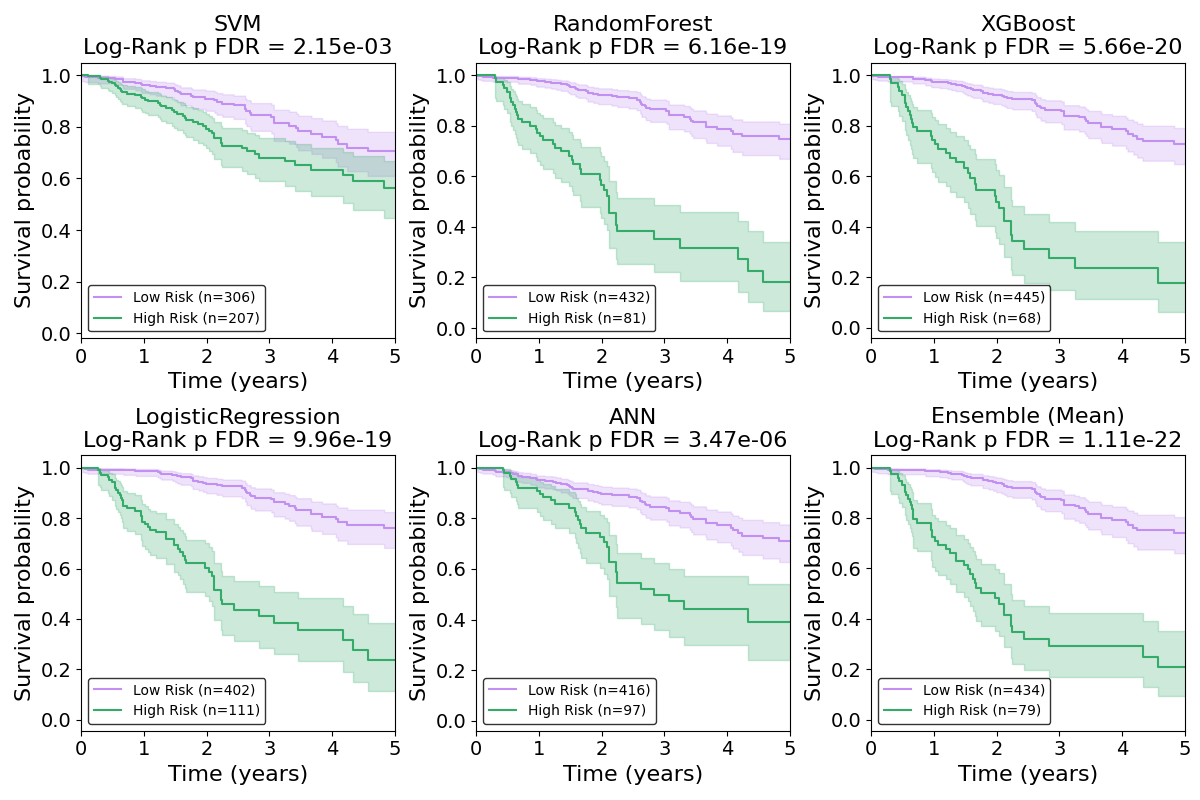 SVM
Log-Rank p FDR = 2.15e-03
Survival probability
1.0
0.8
0.6
0.4
0.2
0.0
Low Risk (n=306)
High Risk (n=207)
0 1 2 3 4 5
Time (years)
RandomForest
Log-Rank p FDR = 6.16e-19
Survival probability
1.0
0.8
0.6
0.4
0.2
0.0
Low Risk (n=432)
High Risk (n=81)
0 1 2 3 4 5
Time (years)
XGBoost
Log-Rank p FDR = 5.66e-20
Survival probability
1.0
0.8
0.6
0.4
0.2
0.0
Low Risk (n=445)
High Risk (n=68)
0 1 2 3 4 5
Time (years)
LogisticRegression
Log-Rank p FDR = 9.96e-19
Survival probability
1.0
0.8
0.6
0.4
0.2
0.0
Low Risk (n=402)
High Risk (n=111)
0 1 2 3 4 5
Time (years)
ANN
Log-Rank p FDR = 3.47e-06
Survival probability
1.0
0.8
0.6
0.4
0.2
0.0
Low Risk (n=416)
High Risk (n=97)
0 1 2 3 4 5
Time (years)
Ensemble (Mean)
Log-Rank p FDR = 1.11e-22
Survival probability
1.0
0.8
0.6
0.4
0.2
0.0
Low Risk (n=434)
High Risk (n=79)
0 1 2 3 4 5
Time (years)